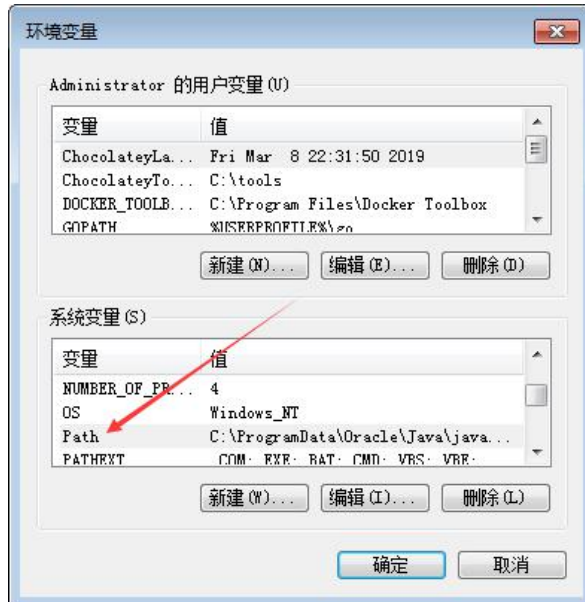 环境变量
Administrator 的用户变量(U)
变量 值
ChocolateyLa... Fri Mar 8 22:31:50 2019
ChocolateyTo... C:\tools
DOCKER_TOOLB... C:\Program Files\Docker Toolbox
GOPATH %USERPROFILE%\go
新建(N)... 编辑(E)... 删除(D)
系统变量(S)
变量 值
NUMBER_OF_PR... 4
OS Windows_NT
Path C:\ProgramData\Oracle\Java\java...
PATHEXT .COM;.EXE;.BAT;.CMD;.VBS;.VBE;
新建(W)... 编辑(I)... 删除(L)
确定 取消